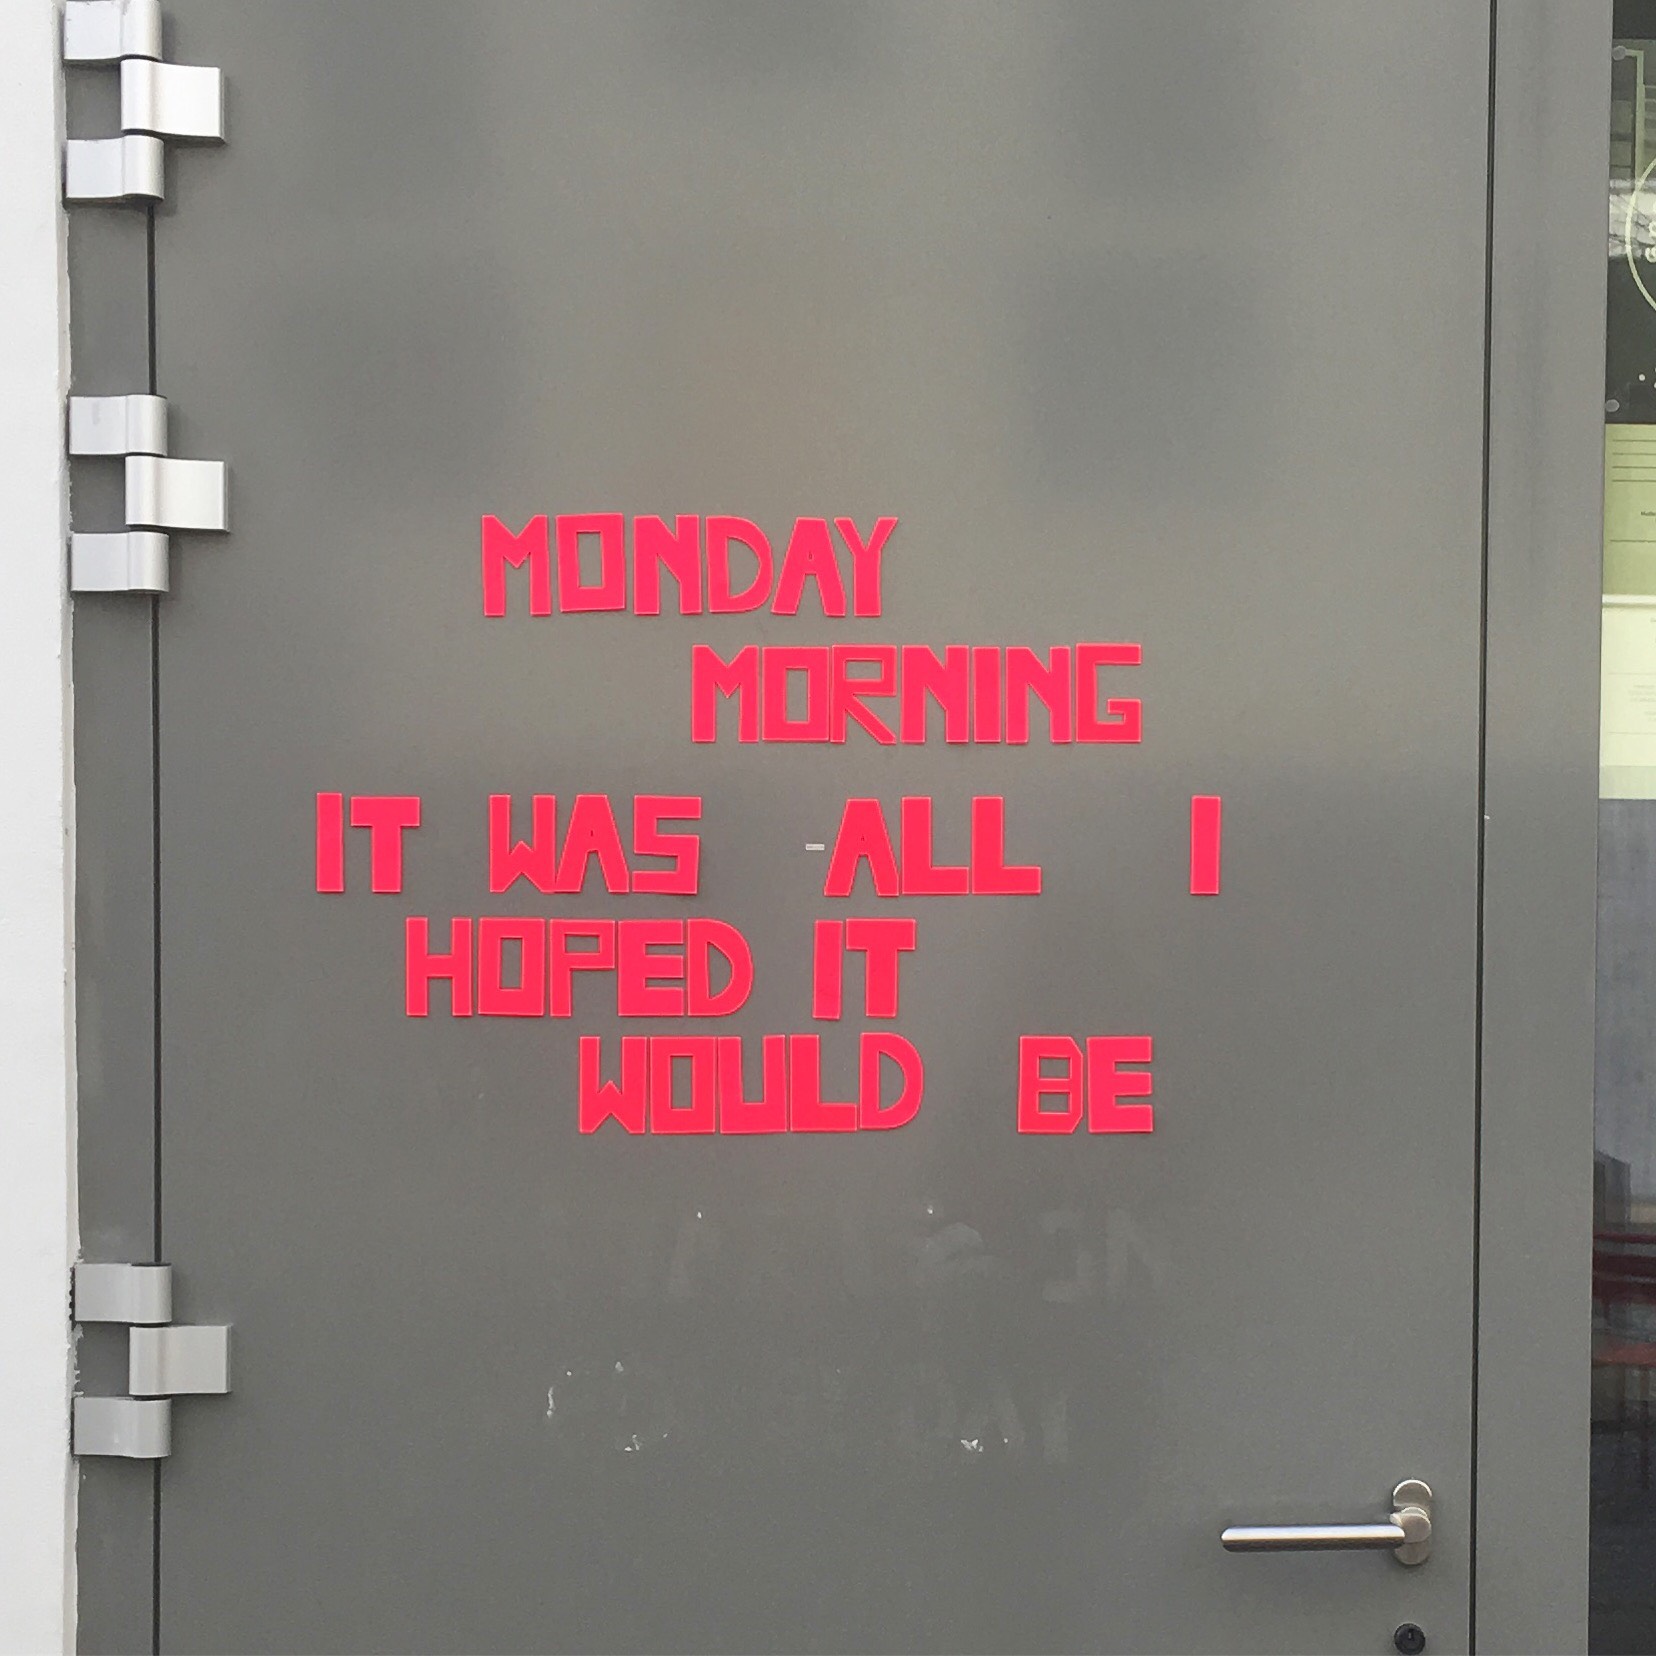 MONDAY
MORNING
IT WAS ALL I
HOPED IT
WOULD BE